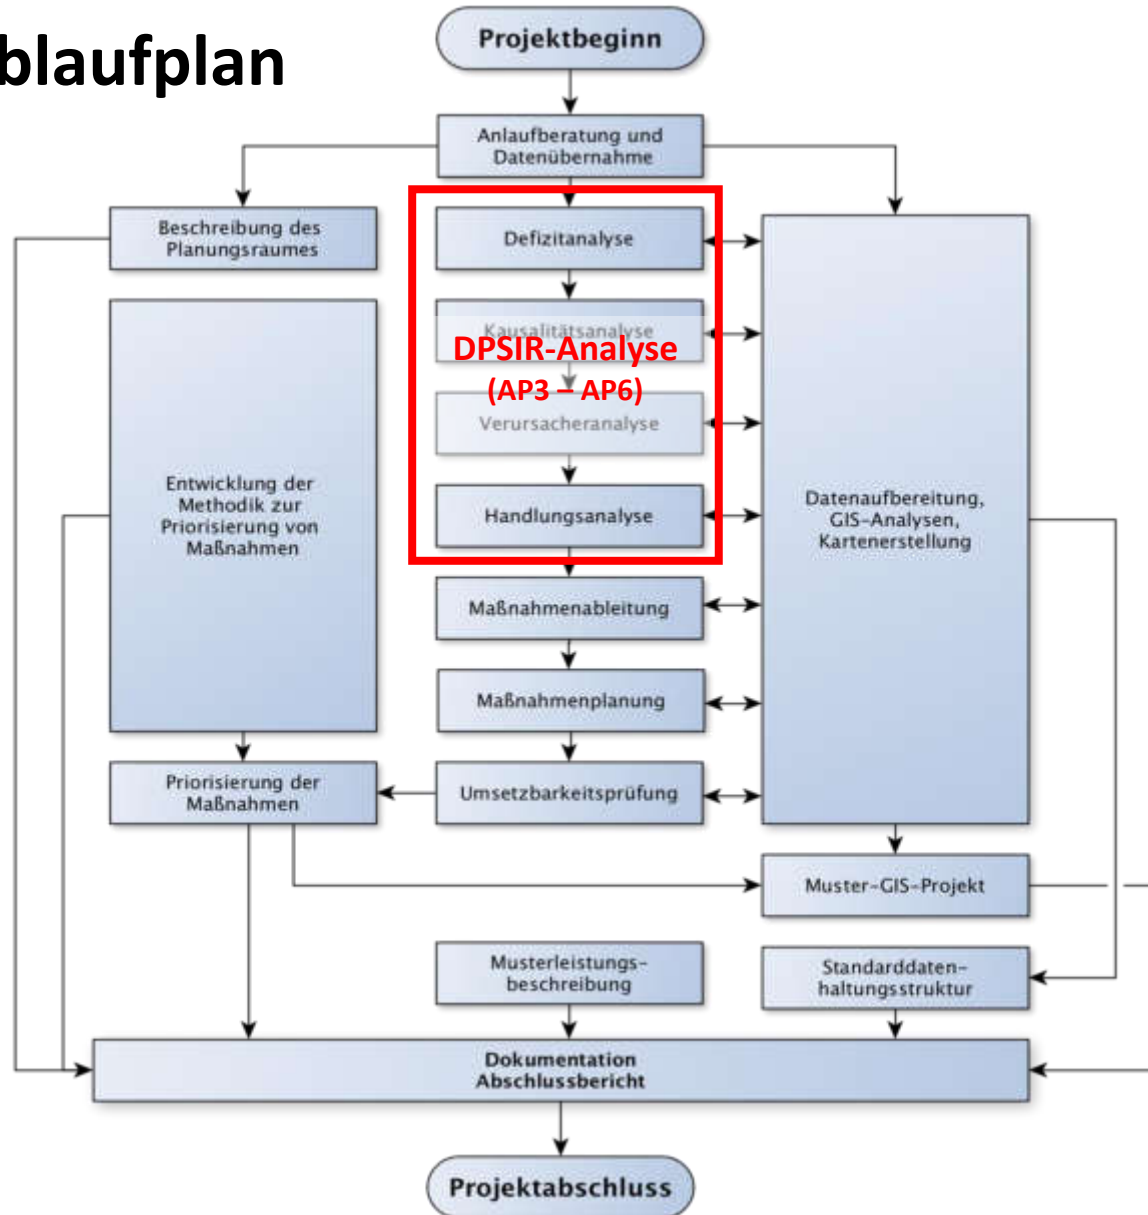 blaufplan
Projektbeginn
Anlaufberatung und
Datenübernahme
Beschreibung des
Planungsraumes
Defizitanalyse
Kausalitätsanalyse
DPSIR-Analyse
(AP3 – AP6)
Verursacheranalyse
Handlungsanalyse
Entwicklung der
Methodik zur
Priorisierung von
Maßnahmen
Datenaufbereitung,
GIS-Analysen,
Kartenerstellung
Maßnahmenableitung
Maßnahmenplanung
Priorisierung der
Maßnahmen
Umsetzbarkeitsprüfung
Muster-GIS-Projekt
Musterleistungs-
beschreibung
Standarddaten-
haltungsstruktur
Dokumentation
Abschlussbericht
Projektabschluss